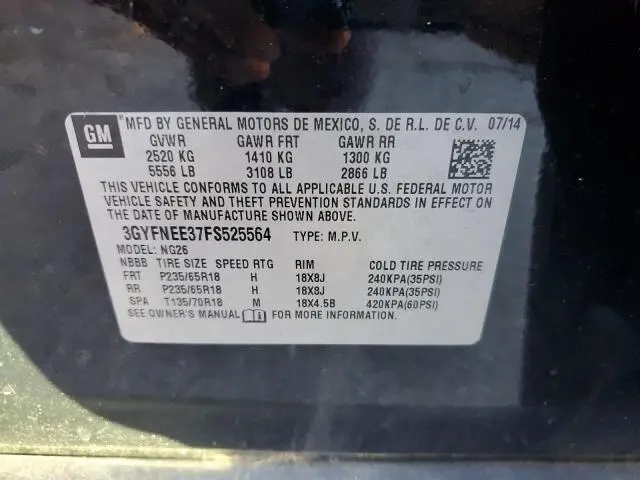 GM
MFD BY GENERAL MOTORS DE MEXICO, S. DE R.L. DE C.V. 07/14
GVWR GAWR FRT GAWR RR
2520 KG 1410 KG 1300 KG
5556 LB 3108 LB 2866 LB
THIS VEHICLE CONFORMS TO ALL APPLICABLE U.S. FEDERAL MOTOR
VEHICLE SAFETY AND THEFT PREVENTION STANDARDS IN EFFECT ON
THE DATE OF MANUFACTURE SHOWN ABOVE.
3GYFNEE37FS525564 TYPE: M.P.V.
MODEL: NG26
NBBB TIRE SIZE SPEED RTG RIM COLD TIRE PRESSURE
FRT P235/65R18 H 18X8J 240KPA(35PSI)
RR P235/65R18 H 18X8J 240KPA(35PSI)
SPA T135/70R18 M 18X4.5B 420KPA(60PSI)
SEE OWNER'S MANUAL FOR MORE INFORMATION.